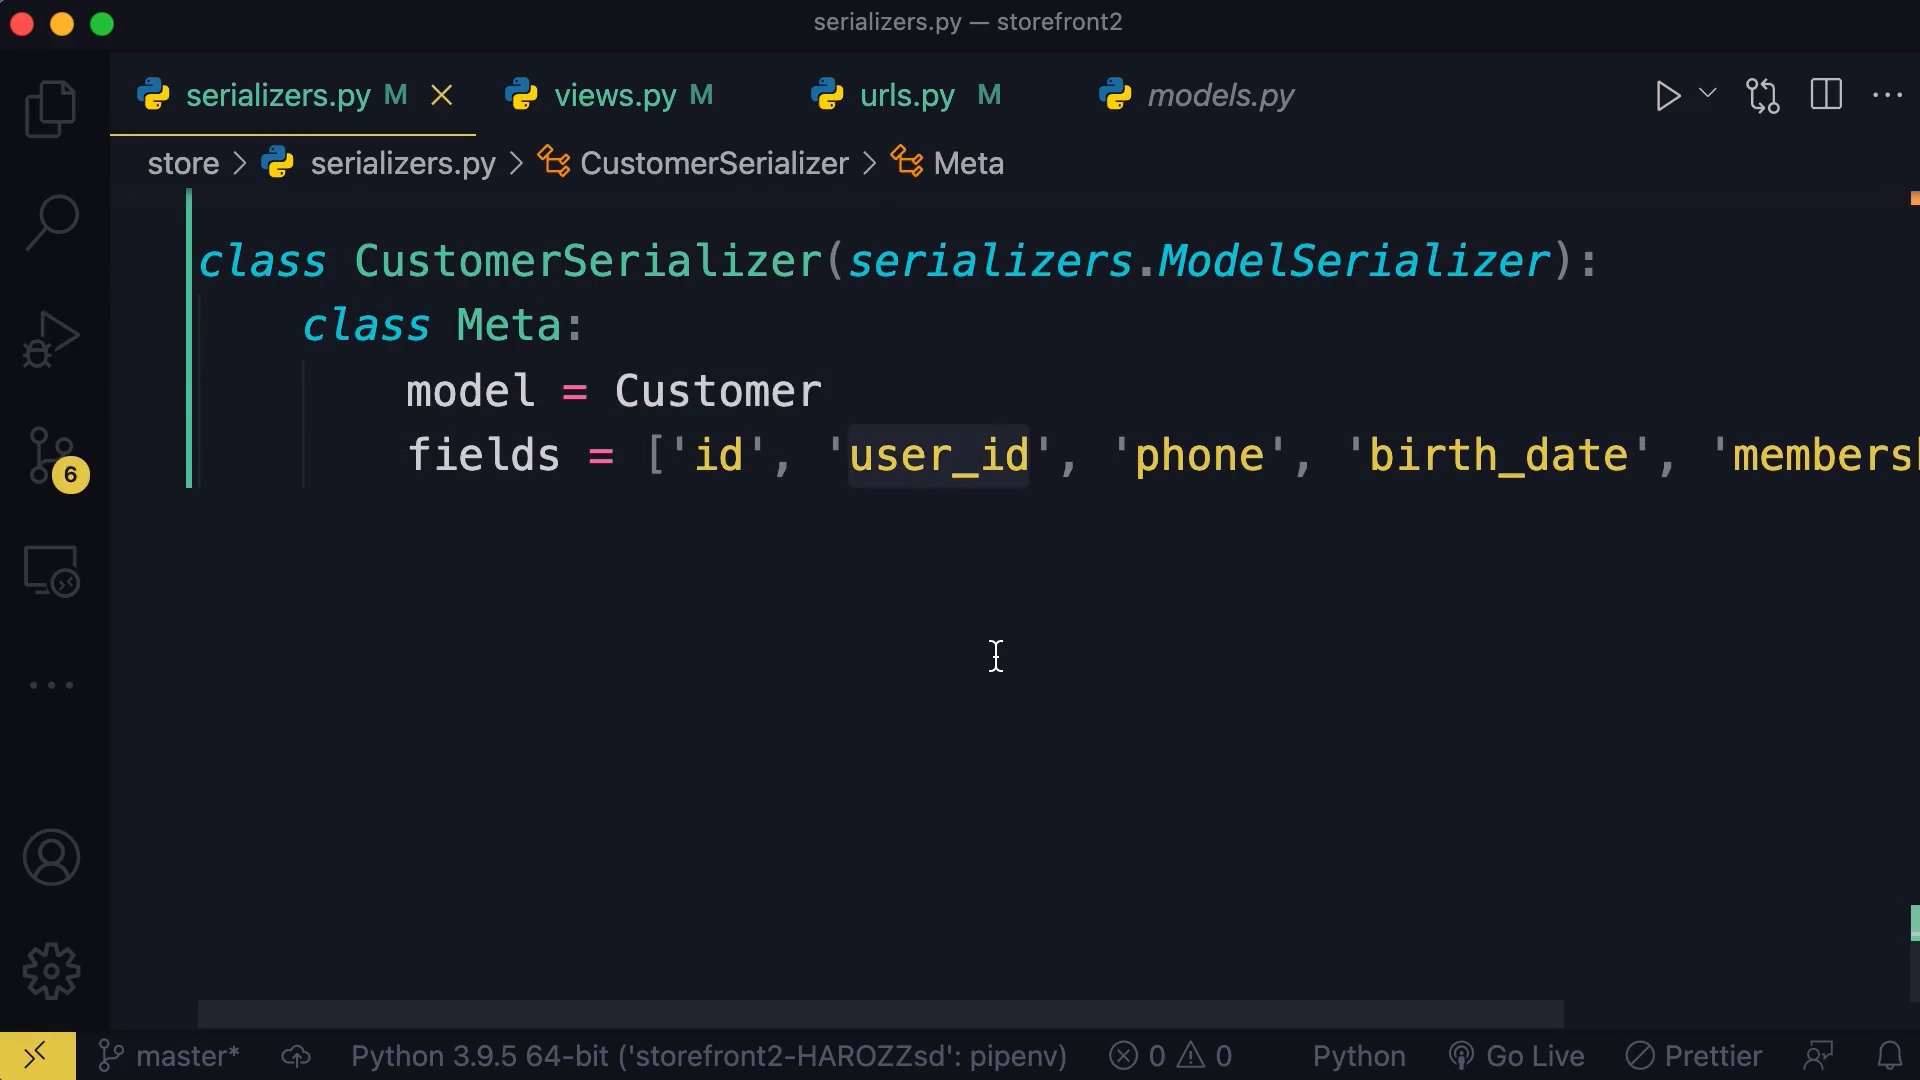 serializers.py — storefront2
serializers.py M views.py M urls.py M models.py
store > serializers.py > CustomerSerializer > Meta
class CustomerSerializer(serializers.ModelSerializer):
class Meta:
model = Customer
fields = ['id', 'user_id', 'phone', 'birth_date', 'members
6
master* Python 3.9.5 64-bit ('storefront2-HAROZZsd': pipenv) 0 0 Python Go Live Prettier